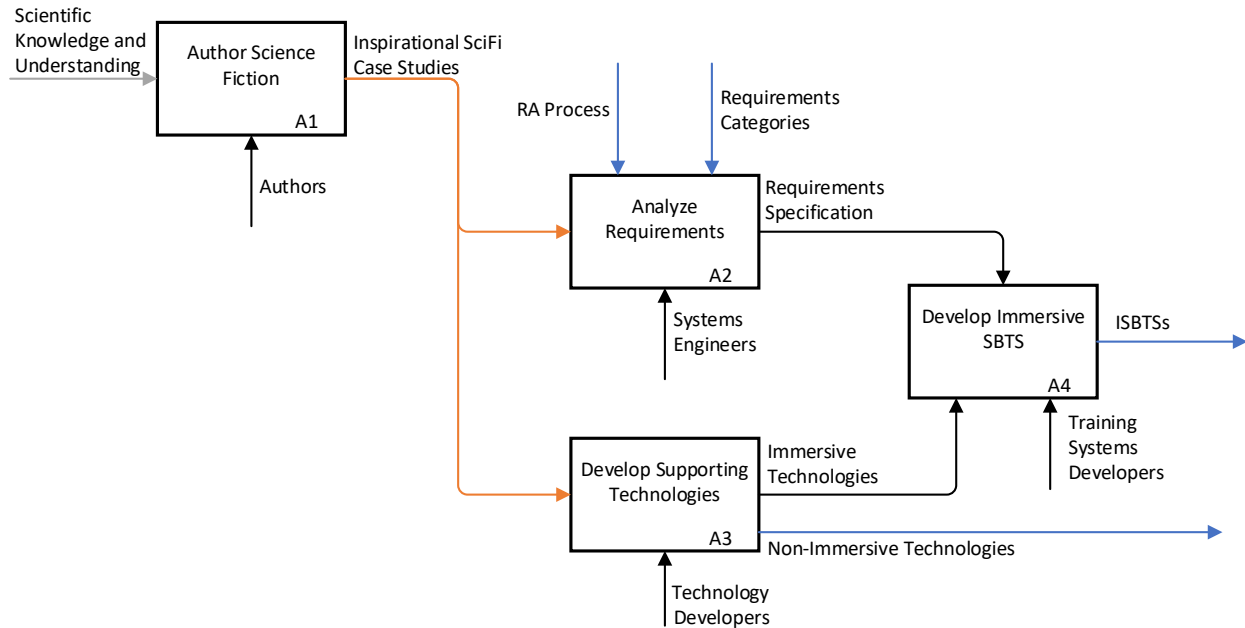 Scientific
Knowledge and
Understanding
Author Science
Fiction
A1
Inspirational SciFi
Case Studies
Authors
RA Process
Requirements
Categories
Analyze
Requirements
A2
Requirements
Specification
Systems
Engineers
Develop Immersive
SBTS
A4
ISBTSs
Training
Systems
Developers
Develop Supporting
Technologies
A3
Immersive
Technologies
Non-Immersive Technologies
Technology
Developers